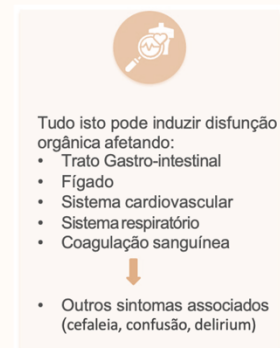 Tudo isto pode induzir disfunção
orgânica afetando:
• Trato Gastro-intestinal
• Fígado
• Sistema cardiovascular
• Sistema respiratório
• Coagulação sanguínea
• Outros sintomas associados
(cefaleia, confusão, delirium)